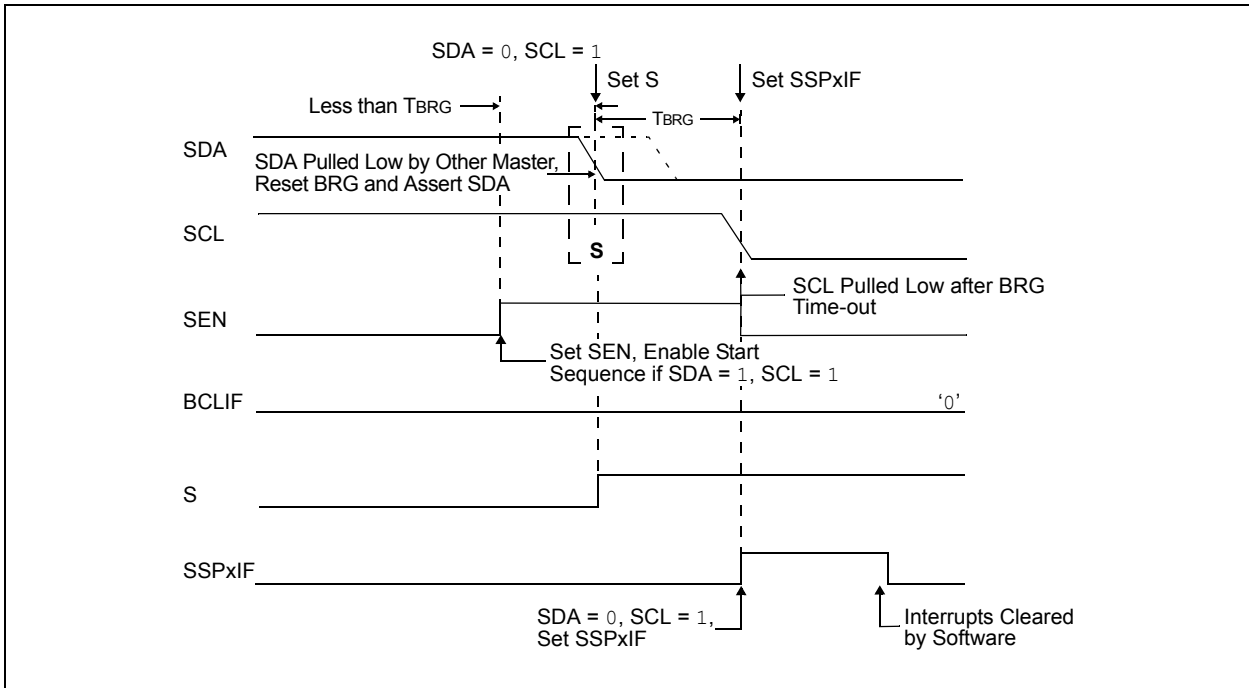 SDA = 0, SCL = 1
Set S
Set SSPxIF
Less than TBRG
TBRG
SDA
SDA Pulled Low by Other Master,
Reset BRG and Assert SDA
SCL
S
SCL Pulled Low after BRG
Time-out
SEN
Set SEN, Enable Start
Sequence if SDA = 1, SCL = 1
BCLIF
‘0’
S
SSPxIF
SDA = 0, SCL = 1,
Set SSPxIF
Interrupts Cleared
by Software